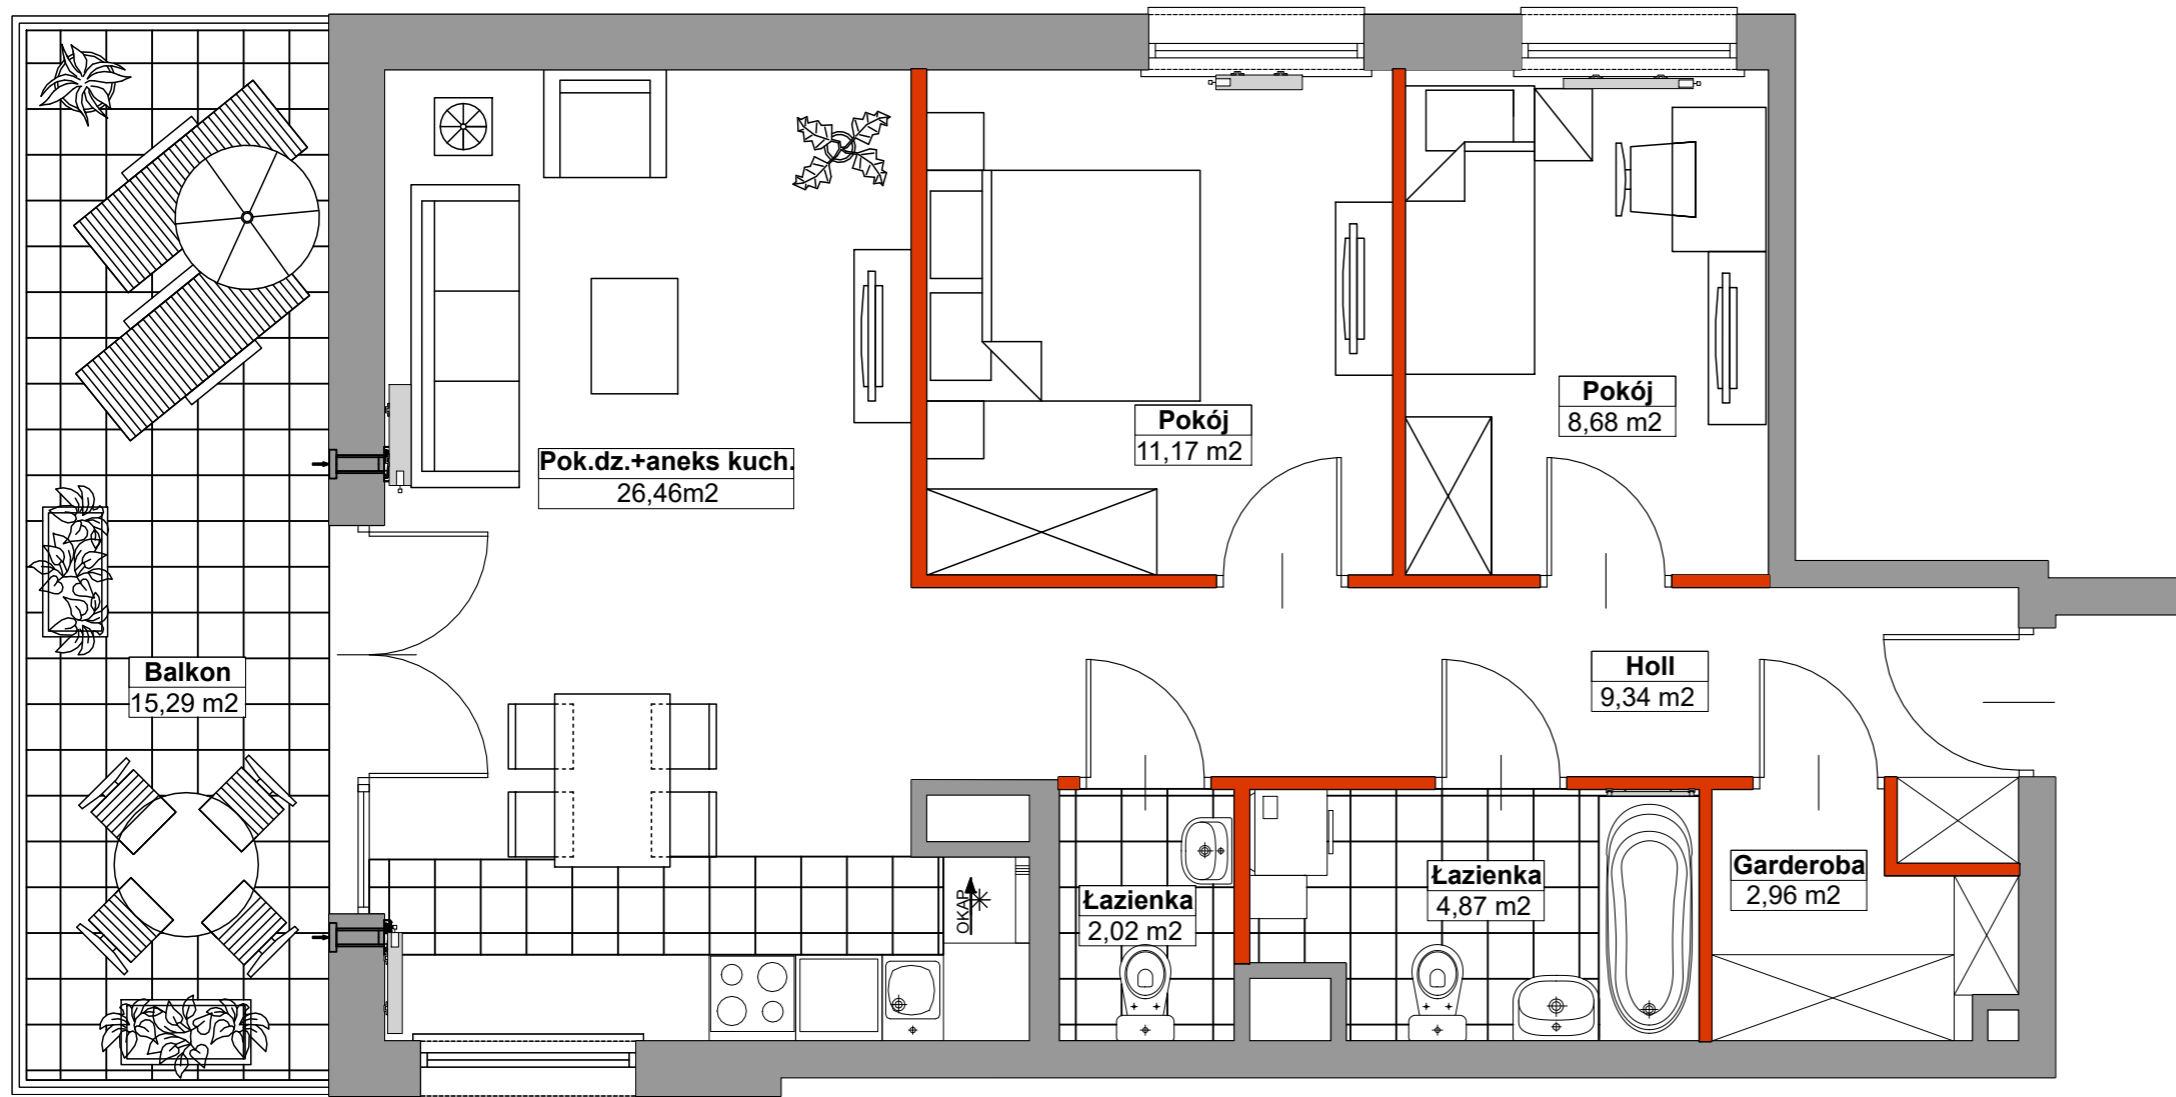 Pokój
11,17 m2
Pokój
8,68 m2
Pok.dz.+aneks kuch.
26,46m2
Balkon
15,29 m2
Holl
9,34 m2
OKAP
Łazienka
2,02 m2
Łazienka
4,87 m2
Garderoba
2,96 m2